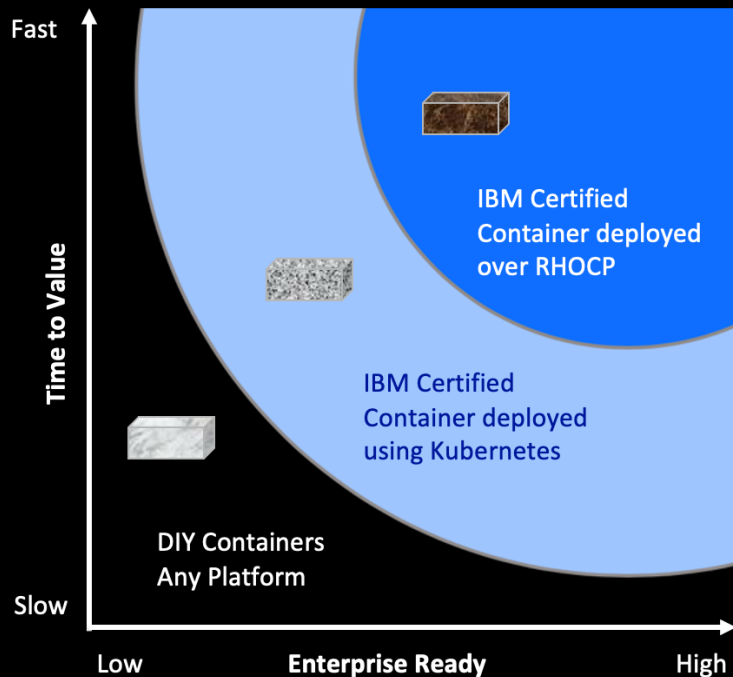 Fast
IBM Certified
Container deployed
over RHOCP
Time to Value
IBM Certified
Container deployed
using Kubernetes
DIY Containers
Any Platform
Slow
Low
Enterprise Ready
High